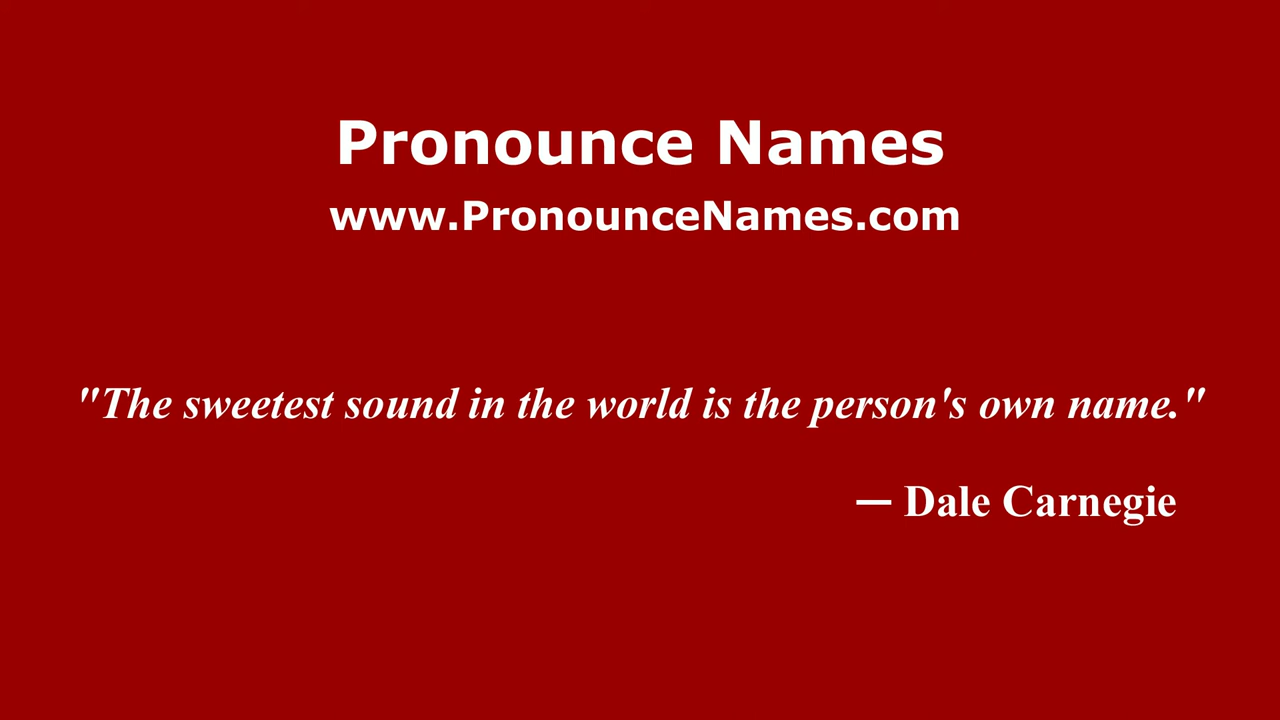 Pronounce Names
www.PronounceNames.com
"The sweetest sound in the world is the person's own name."
— Dale Carnegie